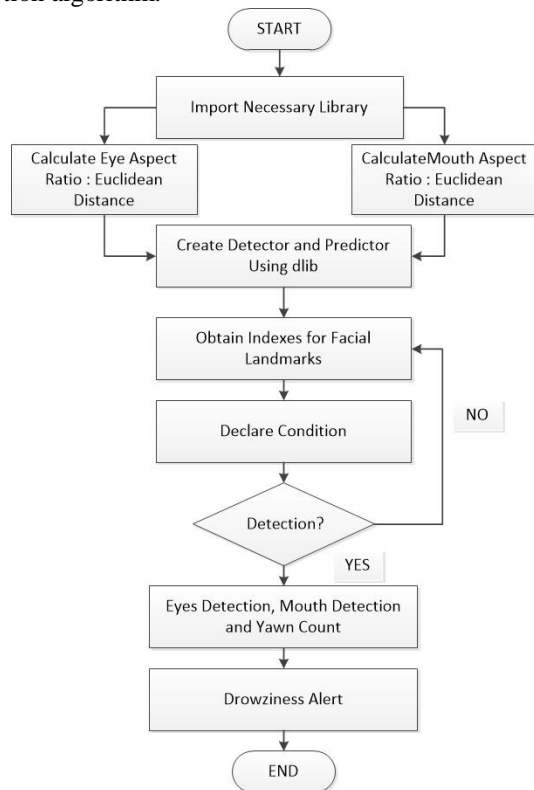 tion algorithm.
START
Import Necessary Library
Calculate Eye Aspect
Ratio : Euclidean
Distance
CalculateMouth Aspect
Ratio : Euclidean
Distance
Create Detector and Predictor
Using dlib
Obtain Indexes for Facial
Landmarks
NO
Declare Condition
Detection?
YES
Eyes Detection, Mouth Detection
and Yawn Count
Drowziness Alert
END